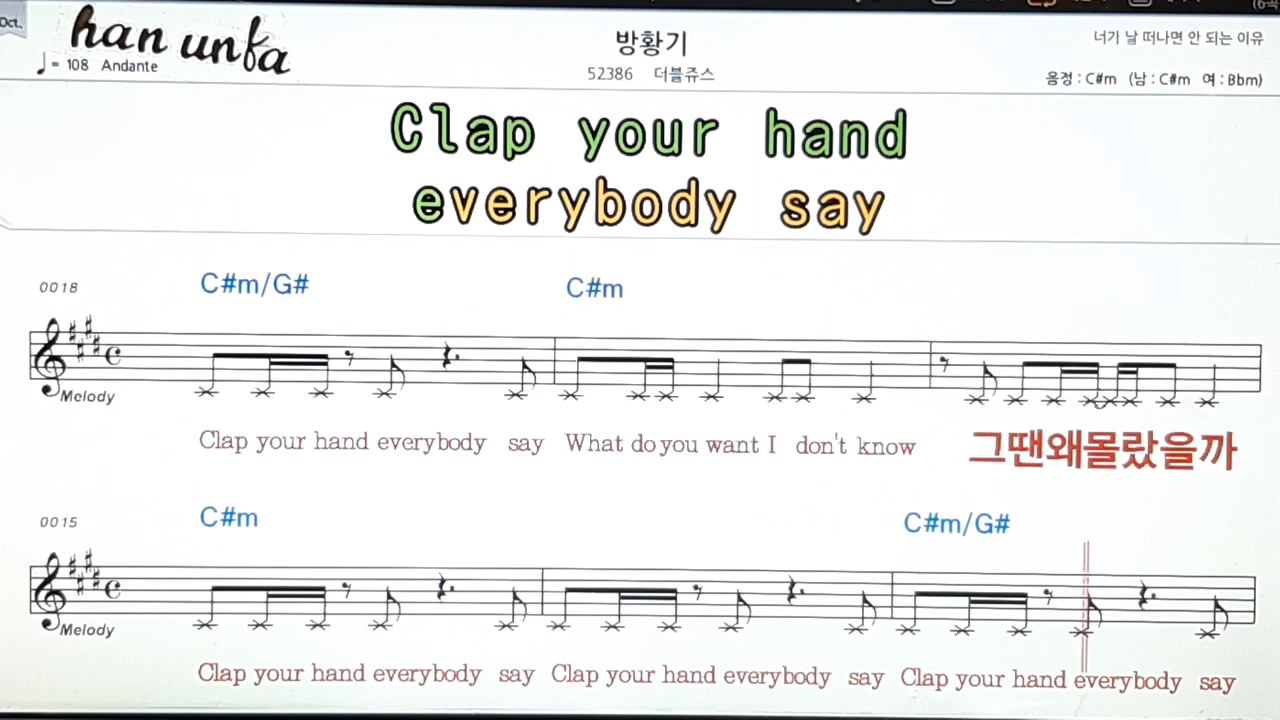 Oct.
han unfa
♩ = 108 Andante
방황기
52386 더블쥬스
너가 날 떠나면 안 되는 이유
음정 : C#m (남 : C#m 여 : Bbm)
Clap your hand
everybody say
0018
C#m/G# C#m
Melody
Clap your hand everybody say What do you want I don't know 그땐왜몰랐을까
0015
C#m C#m/G#
Melody
Clap your hand everybody say Clap your hand everybody say Clap your hand everybody say